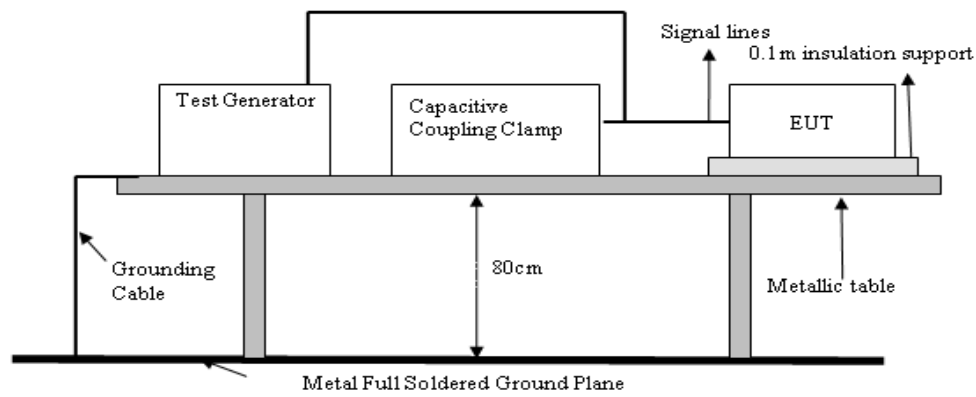 Signal lines
0.1m insulation support
Test Generator
Capacitive
Coupling Clamp
EUT
Grounding
Cable
80cm
Metallic table
Metal Full Soldered Ground Plane